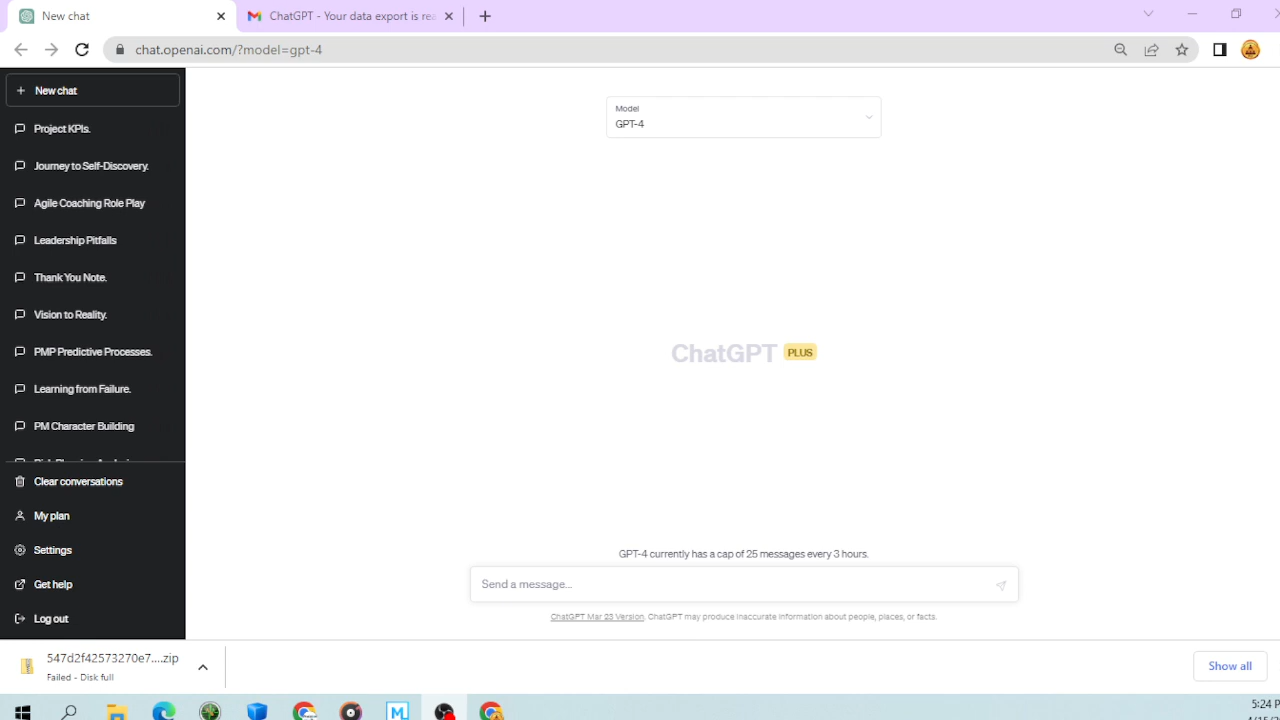 New chat
ChatGPT - Your data export is rea
chat.openai.com/?model=gpt-4
New chat
Project KPIs.
Journey to Self-Discovery.
Agile Coaching Role Play
Leadership Pitfalls
Thank You Note.
Vision to Reality.
PMP Predictive Processes.
Learning from Failure.
PM Character Building
Clear conversations
My plan
Settings
Get help
Log out
Model
GPT-4
ChatGPT PLUS
GPT-4 currently has a cap of 25 messages every 3 hours.
Send a message...
ChatGPT Mar 23 Version. ChatGPT may produce inaccurate information about people, places, or facts.
547d2f42573270e7....zip
Failed - Disk full
Show all
5:24 P